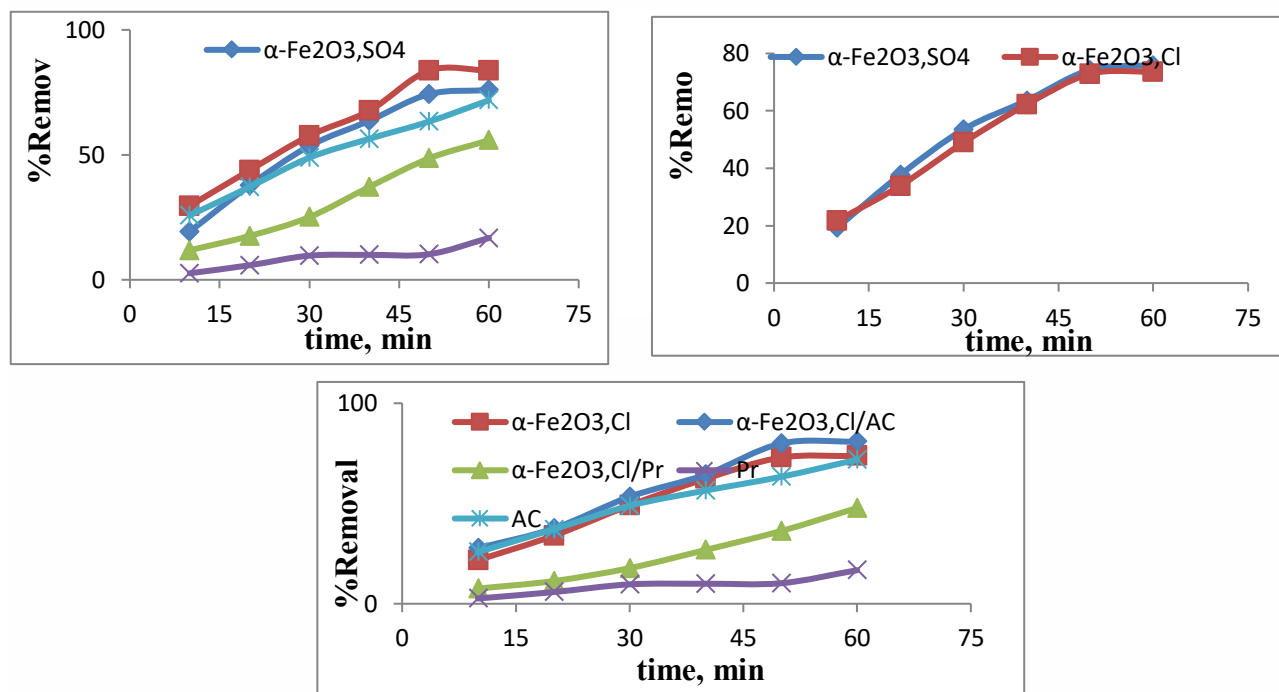 100
α-Fe2O3,SO4
%Remov
50
0
0 15 30 45 60 75
time, min
80
α-Fe2O3,SO4 α-Fe2O3,Cl
%Remo
60
40
20
0
0 15 30 45 60 75
time, min
100
α-Fe2O3,Cl α-Fe2O3,Cl/AC
α-Fe2O3,Cl/Pr Pr
AC
%Removal
0
0 15 30 45 60 75
time, min